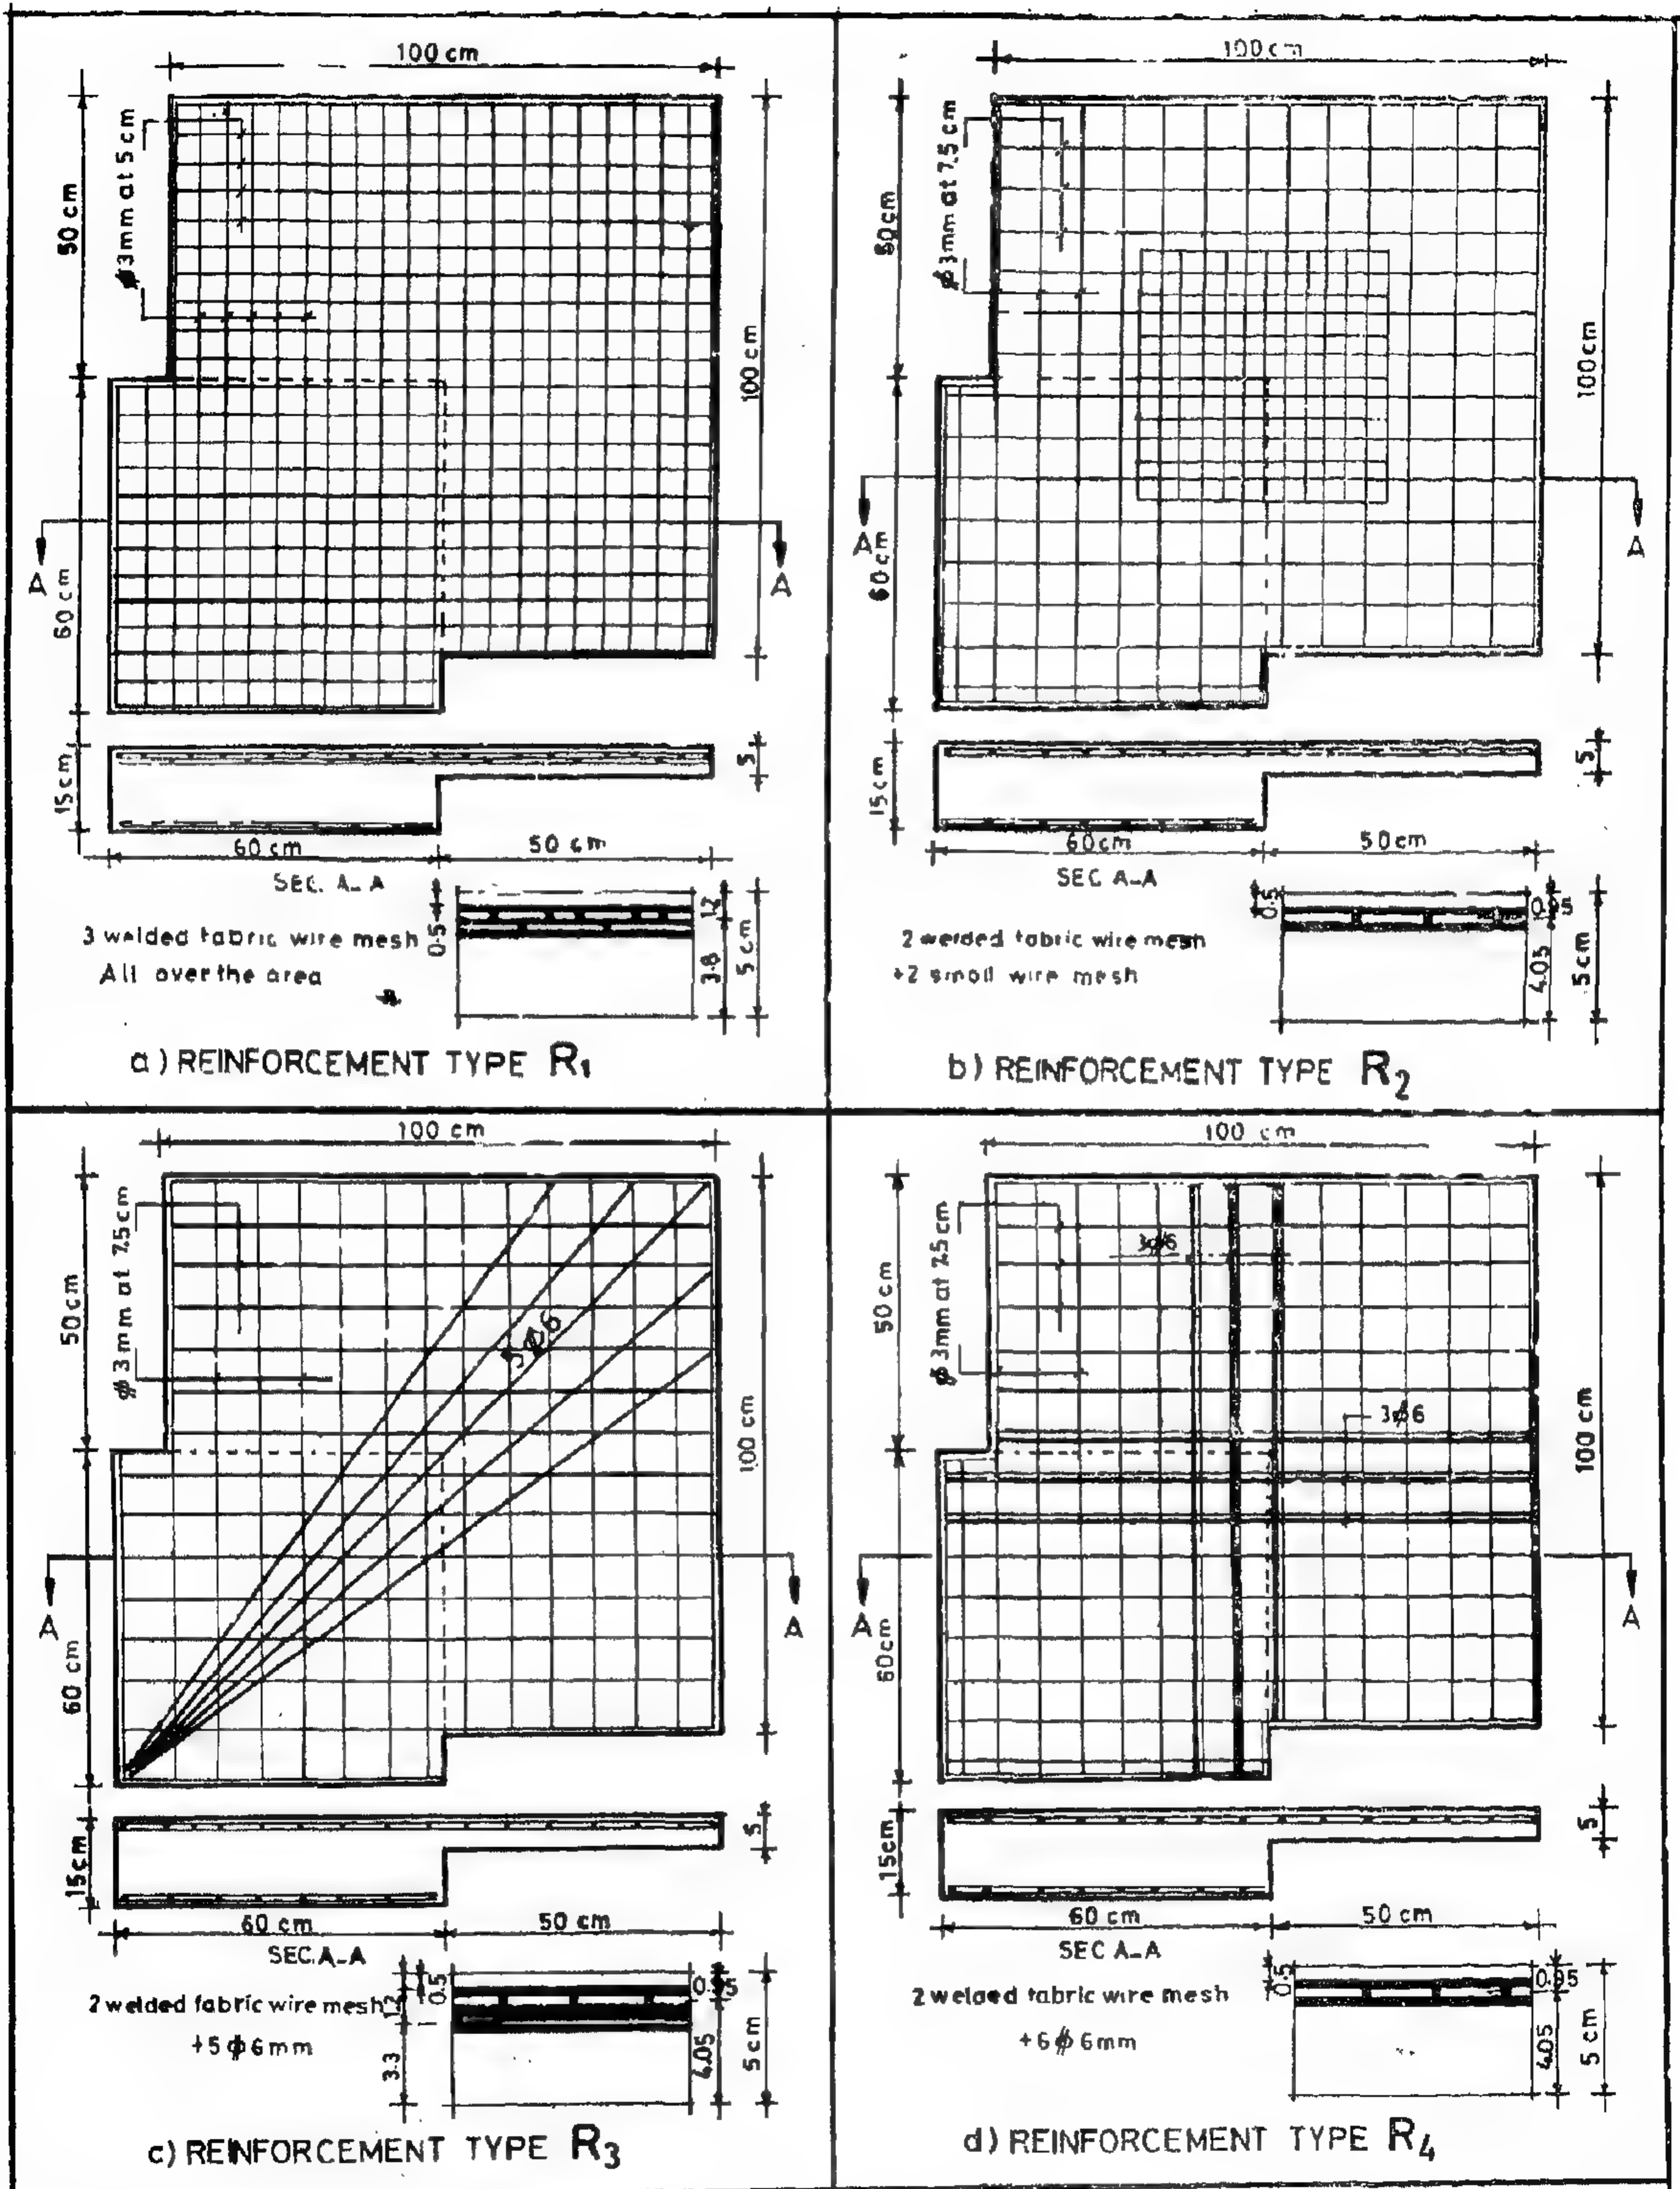 100 cm
50 cm
ϕ3mm at 5 cm
100 cm
60 cm
A
A
15cm
5
60 cm
50 cm
SEC. A-A
3 welded fabric wire mesh
All over the area
0.5
1.2
3.8
5 cm
a) REINFORCEMENT TYPE R1
100 cm
50cm
ϕ3mm at 7.5 cm
100 cm
60cm
A
A
15cm
5
60cm
50cm
SEC A-A
2 welded fabric wire mesh
+2 small wire mesh
0.5
4.05
5 cm
b) REINFORCEMENT TYPE R2
100 cm
50cm
ϕ3mm at 7.5cm
5ϕ6
100 cm
60 cm
A
A
15cm
5
60 cm
50 cm
SEC.A-A
2 welded fabric wire mesh
+5ϕ6mm
0.5
1.2
3.3
0.95
4.05
5cm
c) REINFORCEMENT TYPE R3
100 cm
50 cm
ϕ3mm at 7.5 cm
3ϕ6
3ϕ6
100 cm
60cm
A
A
15cm
5
60 cm
50 cm
SEC A-A
2 welded fabric wire mesh
+6ϕ6mm
0.5
0.95
4.05
5 cm
d) REINFORCEMENT TYPE R4